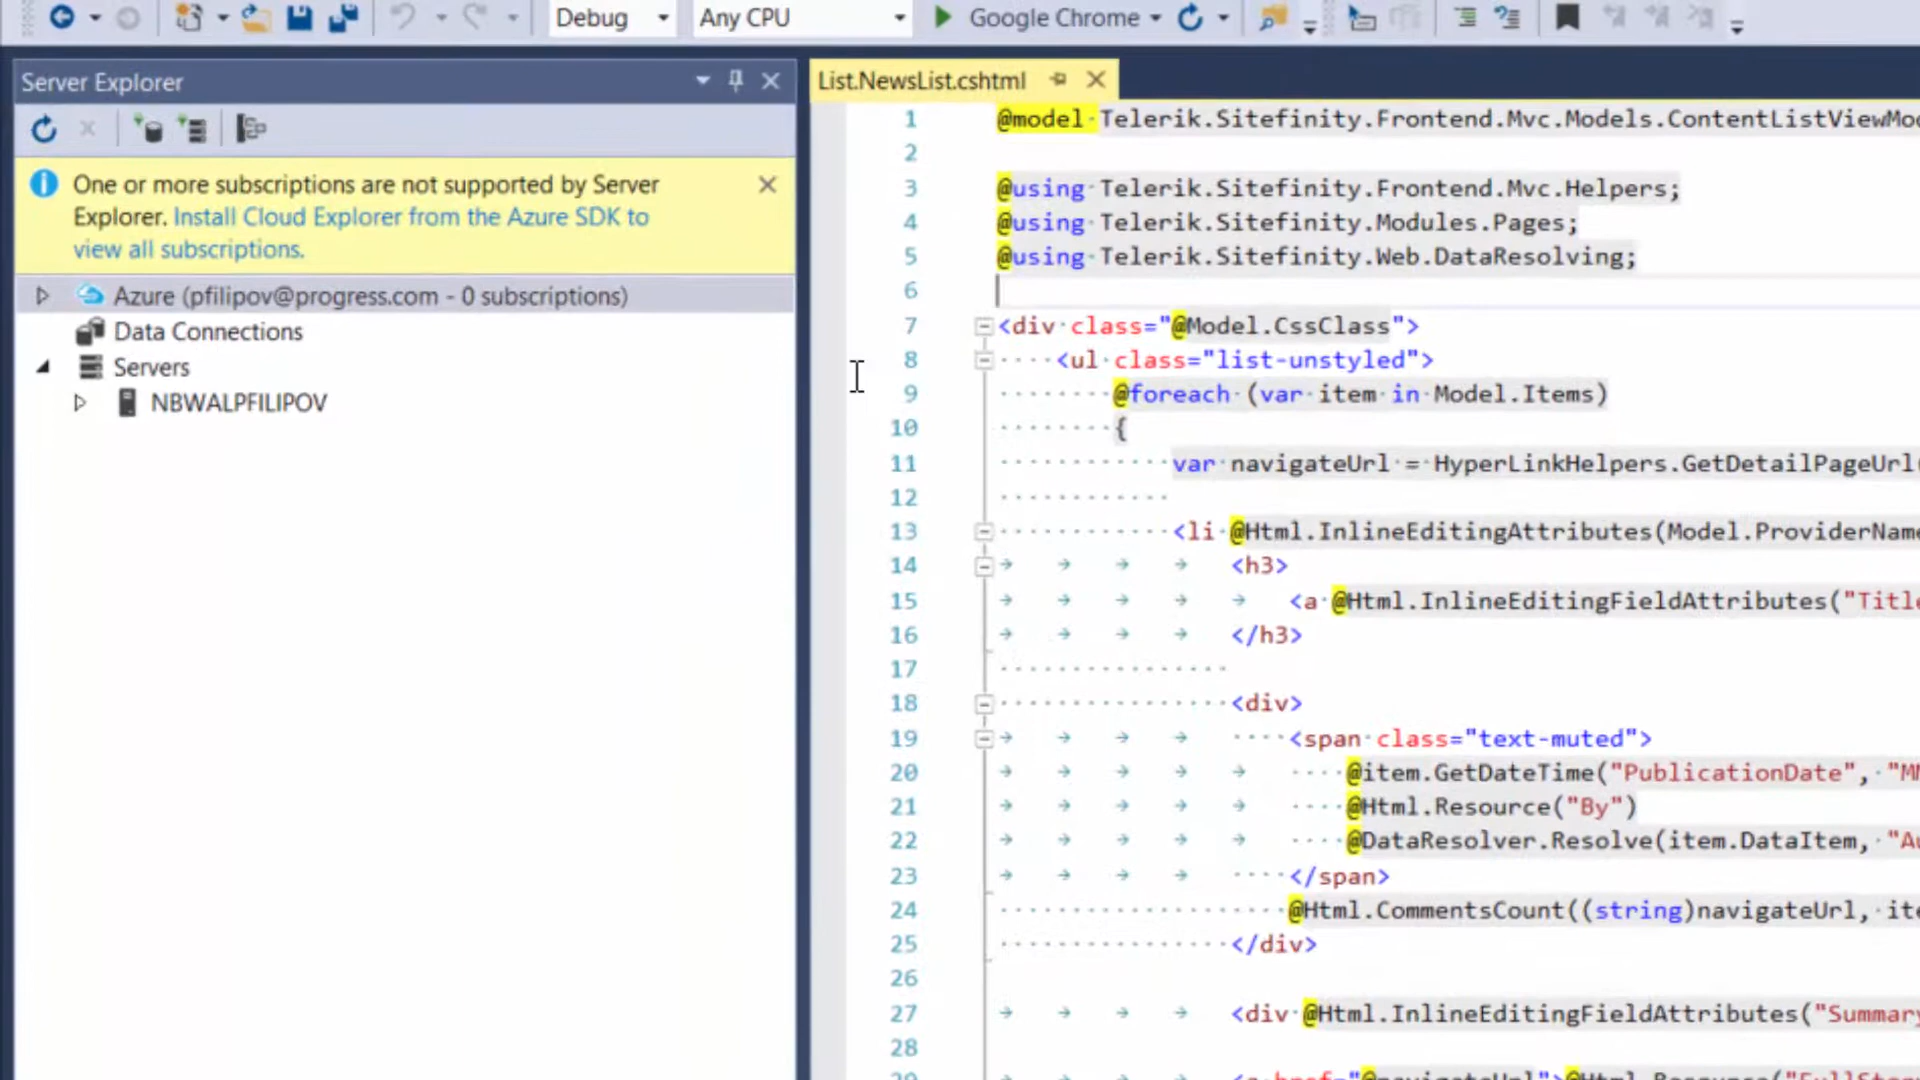 Debug
Any CPU
Google Chrome
Server Explorer
One or more subscriptions are not supported by Server
Explorer. Install Cloud Explorer from the Azure SDK to
view all subscriptions.
Azure (pfilipov@progress.com - 0 subscriptions)
Data Connections
Servers
NBWALPFILIPOV
List.NewsList.cshtml
1 @model Telerik.Sitefinity.Frontend.Mvc.Models.ContentListViewMo
2
3 @using Telerik.Sitefinity.Frontend.Mvc.Helpers;
4 @using Telerik.Sitefinity.Modules.Pages;
5 @using Telerik.Sitefinity.Web.DataResolving;
6
7 <div class="@Model.CssClass">
8 <ul class="list-unstyled">
9 @foreach (var item in Model.Items)
10 {
11 var navigateUrl = HyperLinkHelpers.GetDetailPageUrl(
12
13 <li @Html.InlineEditingAttributes(Model.ProviderName
14 <h3>
15 <a @Html.InlineEditingFieldAttributes("Title
16 </h3>
17
18 <div>
19 <span class="text-muted">
20 @item.GetDateTime("PublicationDate", "MM
21 @Html.Resource("By")
22 @DataResolver.Resolve(item.DataItem, "Au
23 </span>
24 @Html.CommentsCount((string)navigateUrl, ite
25 </div>
26
27 <div @Html.InlineEditingFieldAttributes("Summary
28